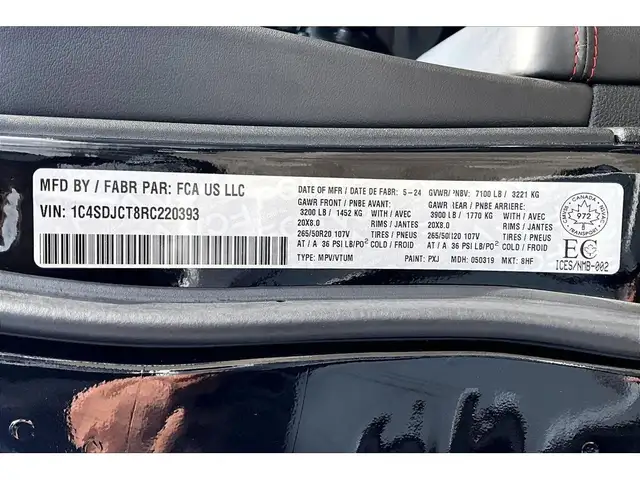 MFD BY / FABR PAR: FCA US LLC
VIN: 1C4SDJCT8RC220393
DATE OF MFR / DATE DE FABR: 5-24 GVWR/PNBV: 7100 LB / 3221 KG
GAWR FRONT / PNBE AVANT: GAWR REAR / PNBE ARRIERE:
3200 LB / 1452 KG WITH / AVEC 3900 LB / 1770 KG WITH / AVEC
20X8.0 RIMS / JANTES 20X8.0 RIMS / JANTES
265/50R20 107V TIRES / PNEUS 265/50R20 107V TIRES / PNEUS
AT / A 36 PSI LB/PO² COLD / FROID AT / A 36 PSI LB/PO² COLD / FROID
TYPE: MPV/VTUM PAINT: PXJ MDH: 050319 MKT: 8HF
CANADA
972
TRANSPORT
EC
ICES/NMB-002